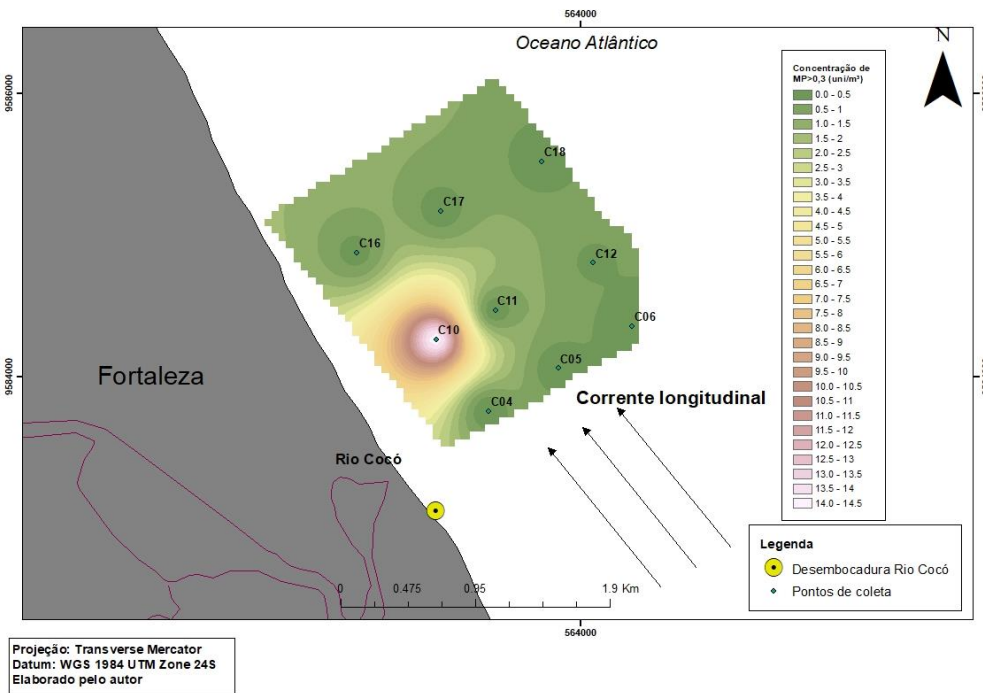 564000
Oceano Atlântico
N
9586000
Concentração de
MP>0,3 (uni/m³)
0.0 - 0.5
0.5 - 1
1.0 - 1.5
1.5 - 2
2.0 - 2.5
2.5 - 3
3.0 - 3.5
3.5 - 4
4.0 - 4.5
4.5 - 5
5.0 - 5.5
5.5 - 6
6.0 - 6.5
6.5 - 7
7.0 - 7.5
7.5 - 8
8.0 - 8.5
8.5 - 9
9.0 - 9.5
9.5 - 10
10.0 - 10.5
10.5 - 11
11.0 - 11.5
11.5 - 12
12.0 - 12.5
12.5 - 13
13.0 - 13.5
13.5 - 14
14.0 - 14.5
C18
C17
C16
C12
C11
C06
C10
C05
C04
9584000
Fortaleza
Corrente longitudinal
Rio Cocó
Legenda
Desembocadura Rio Cocó
Pontos de coleta
0 0.475 0.95 1.9 Km
564000
Projeção: Transverse Mercator
Datum: WGS 1984 UTM Zone 24S
Elaborado pelo autor